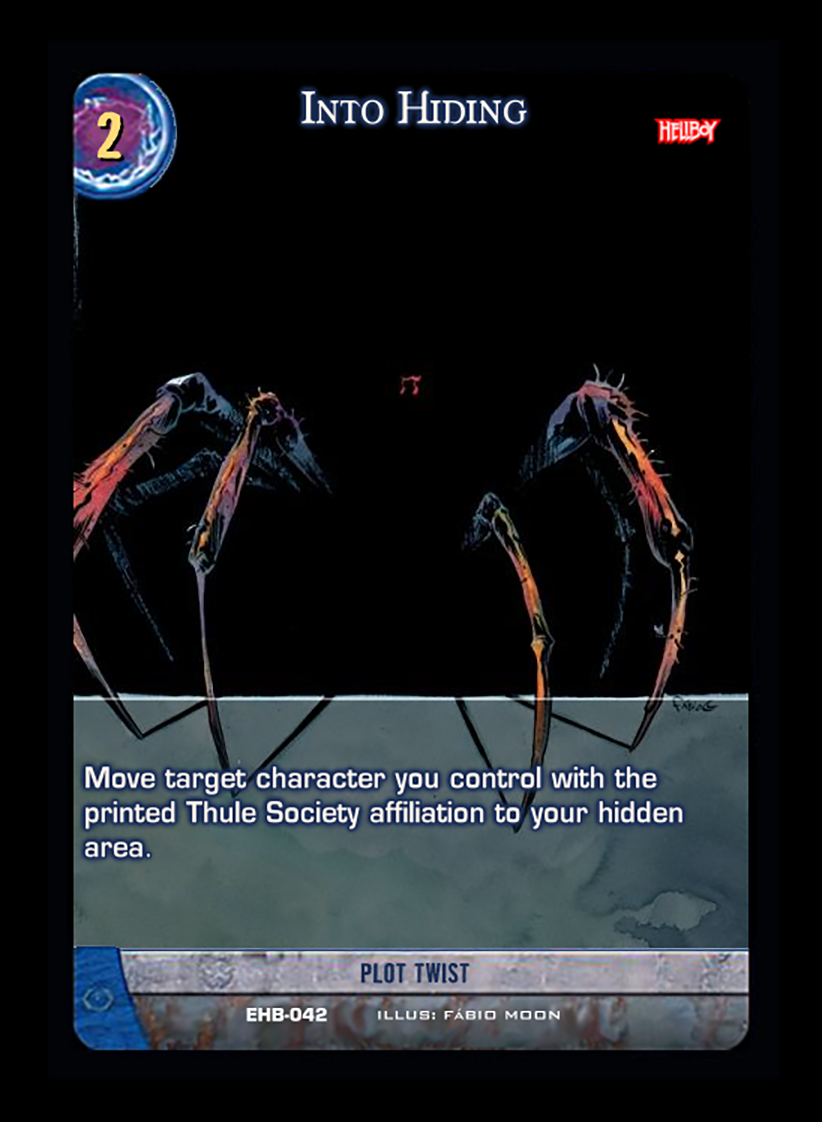 2
Into Hiding
HELLBOY
Move target character you control with the
printed Thule Society affiliation to your hidden
area.
PLOT TWIST
EHB-042 ILLUS: FÁBIO MOON